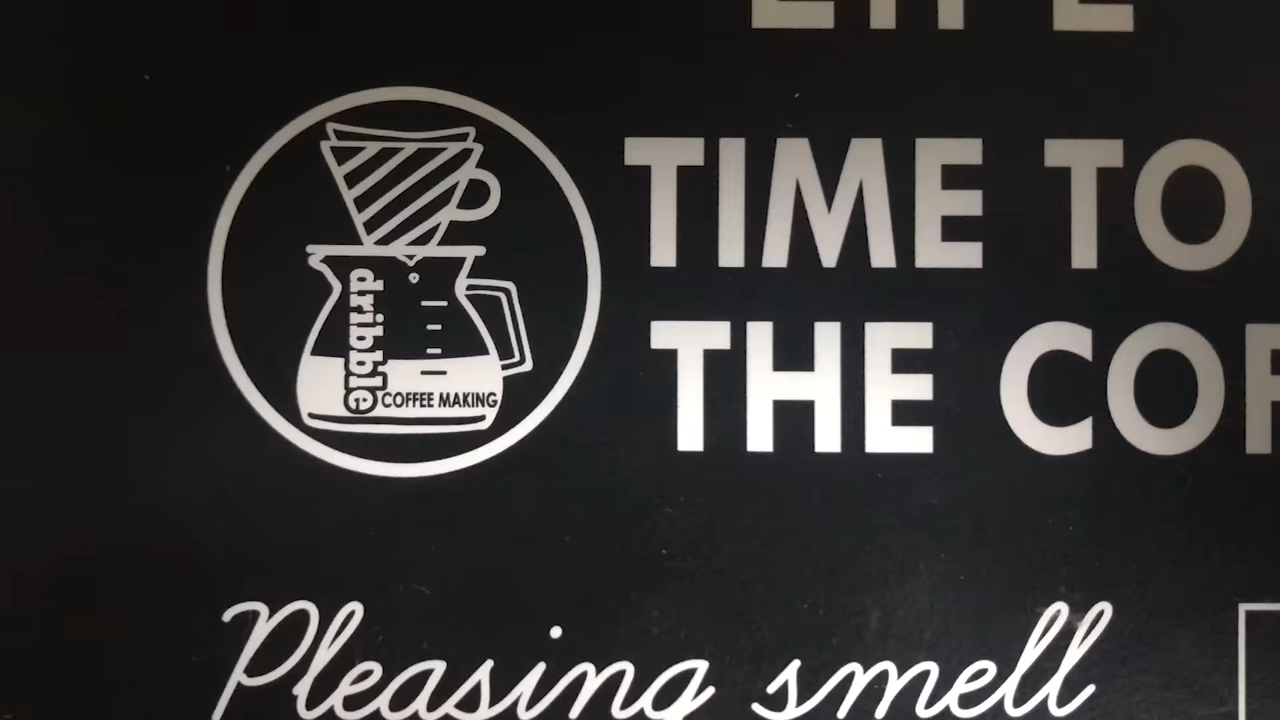 TIME TO
THE COF
dribble
COFFEE MAKING
Pleasing smell